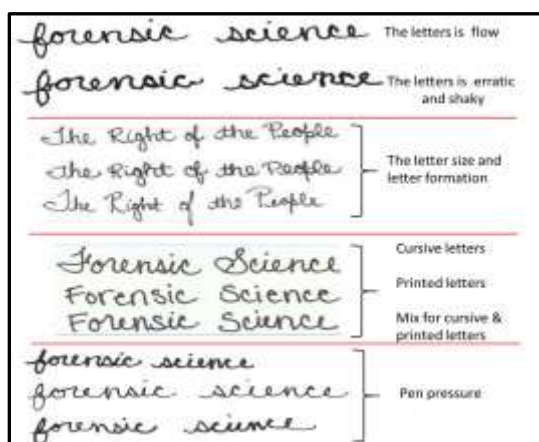 forensic science The letters is flow
forensic science The letters is erratic
and shaky
The Right of the People
The Right of the People The letter size and
letter formation
The Right of the People
Forensic Science Cursive letters
Forensic Science Printed letters
Forensic Science Mix for cursive &
printed letters
forensic science
forensic science Pen pressure
forensic science